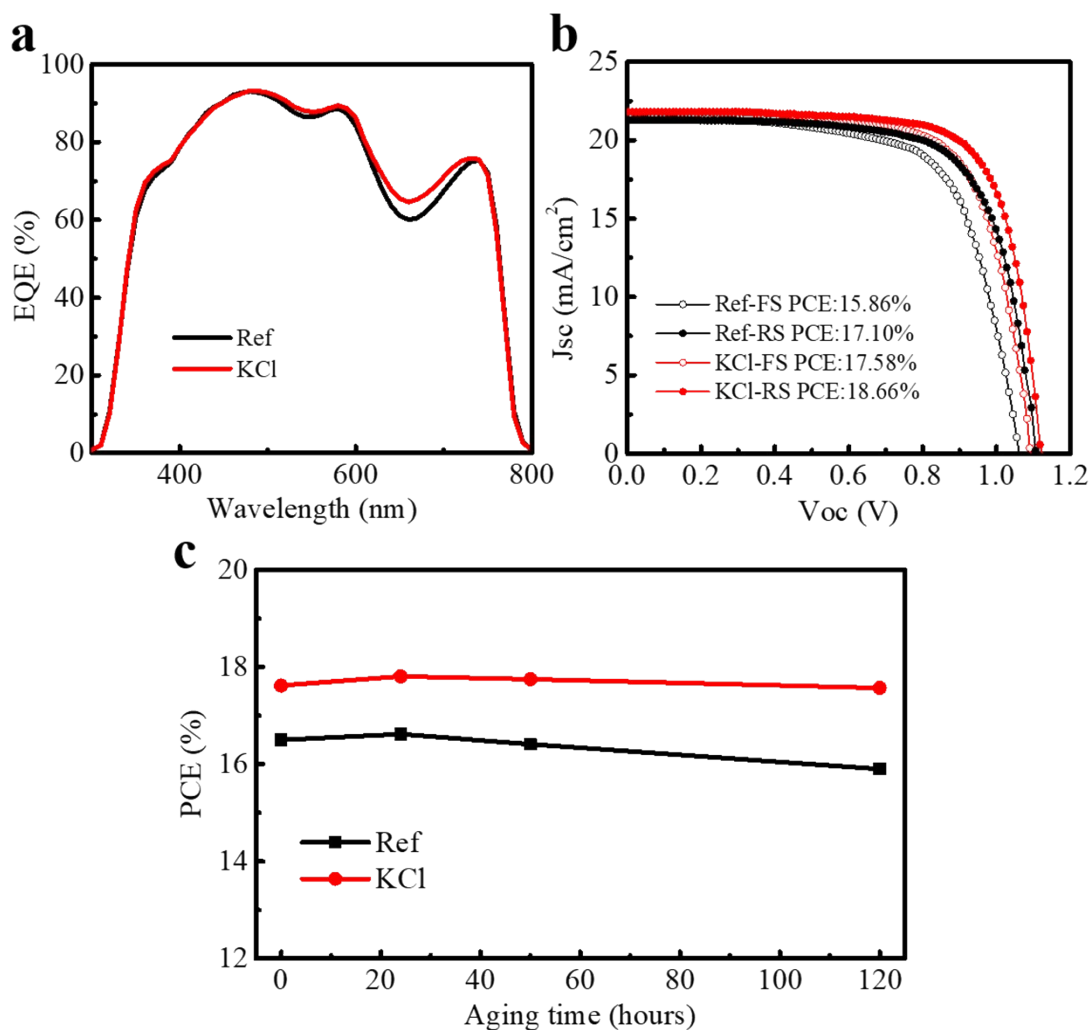 a
100
80
60
40
20
0
EQE (%)
Ref
KCl
400
600
800
Wavelength (nm)
b
25
20
15
10
5
0
Jsc (mA/cm²)
Ref-FS PCE:15.86%
Ref-RS PCE:17.10%
KCl-FS PCE:17.58%
KCl-RS PCE:18.66%
0.0
0.2
0.4
0.6
0.8
1.0
1.2
Voc (V)
c
20
18
16
14
12
PCE (%)
Ref
KCl
0
20
40
60
80
100
120
Aging time (hours)